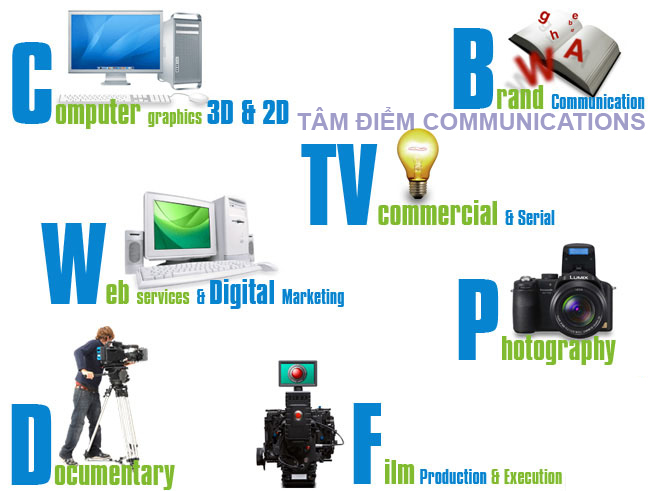 Computer graphics 3D & 2D
Brand Communication
TÂM ĐIỂM COMMUNICATIONS
TV commercial & Serial
Web services & Digital Marketing
LUMIX
Photography
Documentary
Film Production & Execution
g e
h b
W A